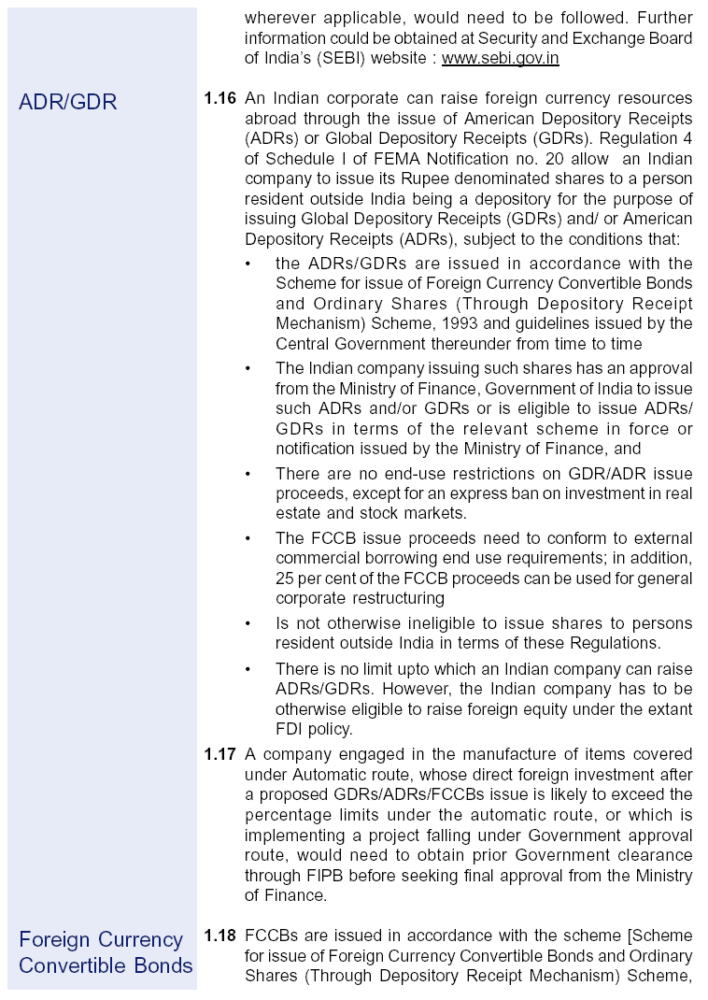 wherever applicable, would need to be followed. Further
information could be obtained at Security and Exchange Board
of India's (SEBI) website : www.sebi.gov.in
ADR/GDR
1.16 An Indian corporate can raise foreign currency resources
abroad through the issue of American Depository Receipts
(ADRs) or Global Depository Receipts (GDRs). Regulation 4
of Schedule I of FEMA Notification no. 20 allow an Indian
company to issue its Rupee denominated shares to a person
resident outside India being a depository for the purpose of
issuing Global Depository Receipts (GDRs) and/ or American
Depository Receipts (ADRs), subject to the conditions that:
• the ADRs/GDRs are issued in accordance with the
Scheme for issue of Foreign Currency Convertible Bonds
and Ordinary Shares (Through Depository Receipt
Mechanism) Scheme, 1993 and guidelines issued by the
Central Government thereunder from time to time
• The Indian company issuing such shares has an approval
from the Ministry of Finance, Government of India to issue
such ADRs and/or GDRs or is eligible to issue ADRs/
GDRs in terms of the relevant scheme in force or
notification issued by the Ministry of Finance, and
• There are no end-use restrictions on GDR/ADR issue
proceeds, except for an express ban on investment in real
estate and stock markets.
• The FCCB issue proceeds need to conform to external
commercial borrowing end use requirements; in addition,
25 per cent of the FCCB proceeds can be used for general
corporate restructuring
• Is not otherwise ineligible to issue shares to persons
resident outside India in terms of these Regulations.
• There is no limit upto which an Indian company can raise
ADRs/GDRs. However, the Indian company has to be
otherwise eligible to raise foreign equity under the extant
FDI policy.
1.17 A company engaged in the manufacture of items covered
under Automatic route, whose direct foreign investment after
a proposed GDRs/ADRs/FCCBs issue is likely to exceed the
percentage limits under the automatic route, or which is
implementing a project falling under Government approval
route, would need to obtain prior Government clearance
through FIPB before seeking final approval from the Ministry
of Finance.
Foreign Currency
Convertible Bonds
1.18 FCCBs are issued in accordance with the scheme [Scheme
for issue of Foreign Currency Convertible Bonds and Ordinary
Shares (Through Depository Receipt Mechanism) Scheme,